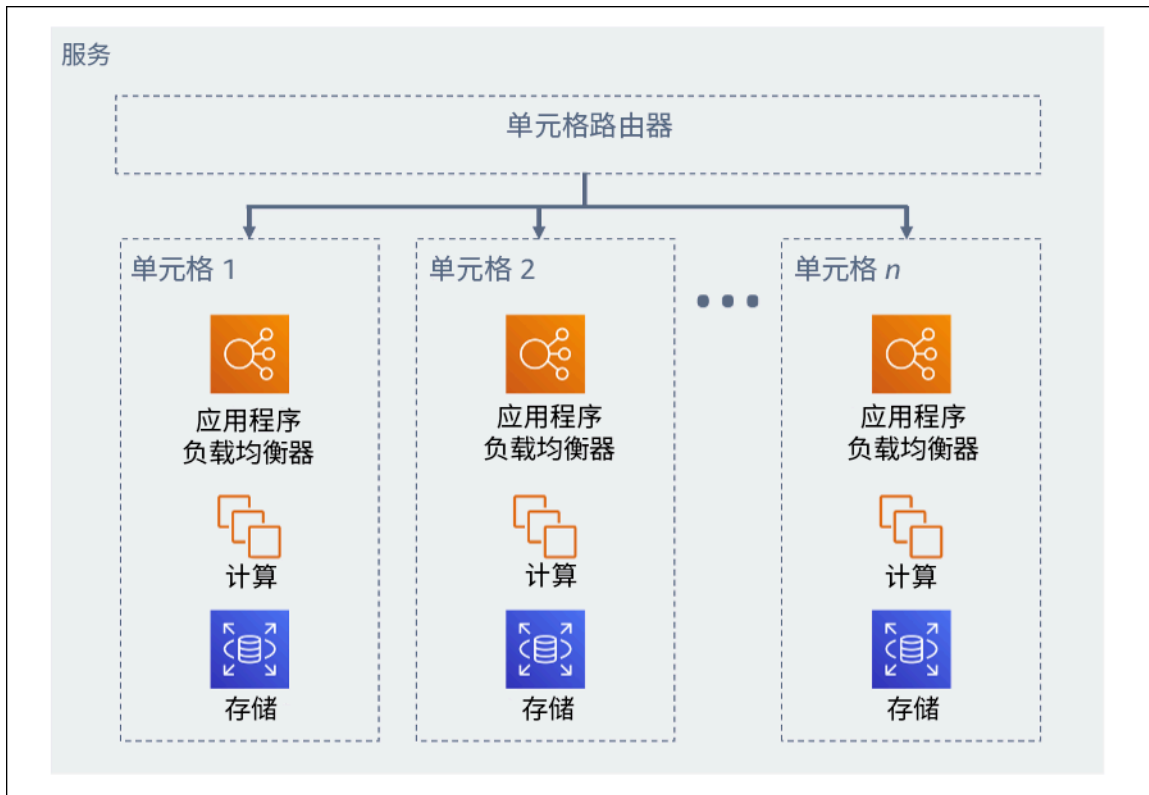 服务
单元格路由器
单元格 1
单元格 2
单元格 n
应用程序
负载均衡器
应用程序
负载均衡器
应用程序
负载均衡器
计算
计算
计算
存储
存储
存储